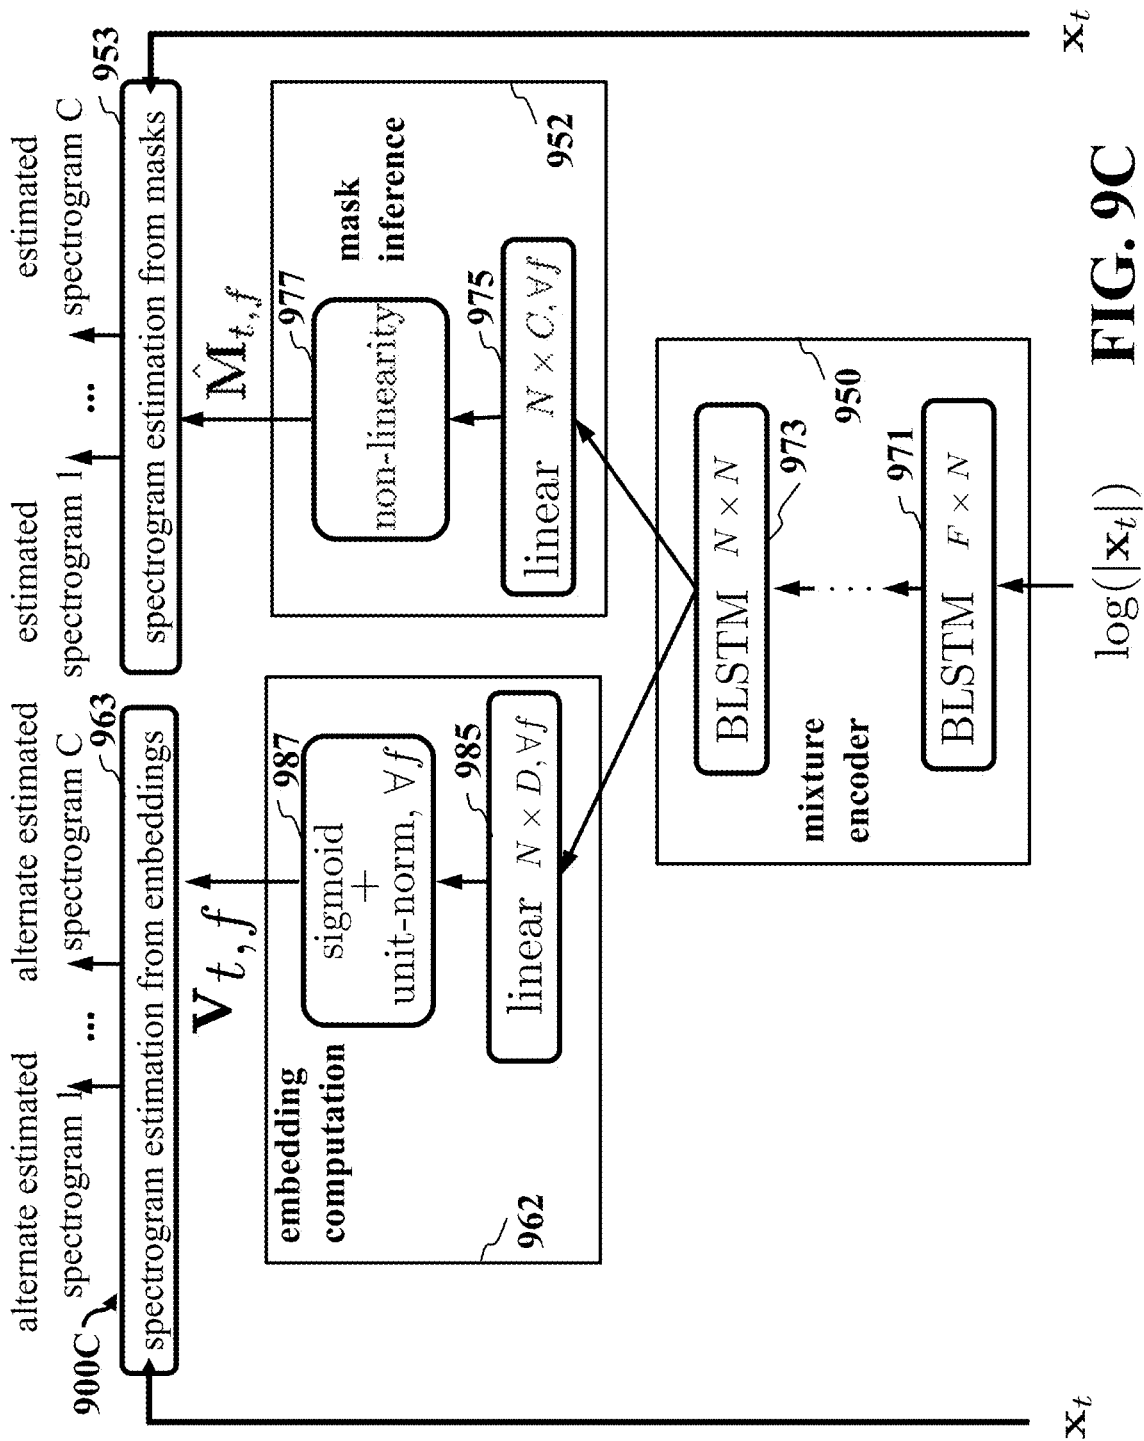 alternate estimated
spectrogram 1
...
alternate estimated
spectrogram C
estimated
spectrogram 1
...
estimated
spectrogram C
900C
963
953
spectrogram estimation from embeddings
spectrogram estimation from masks
V_{t,f}
M̂_{t,f}
embedding
computation
987
sigmoid
+
unit-norm, ∀f
985
linear N × D, ∀f
962
977
non-linearity
mask
inference
975
linear N × C, ∀f
952
BLSTM N × N
973
950
mixture
encoder
....
971
BLSTM F × N
x_t
log(|x_t|)
x_t
FIG. 9C